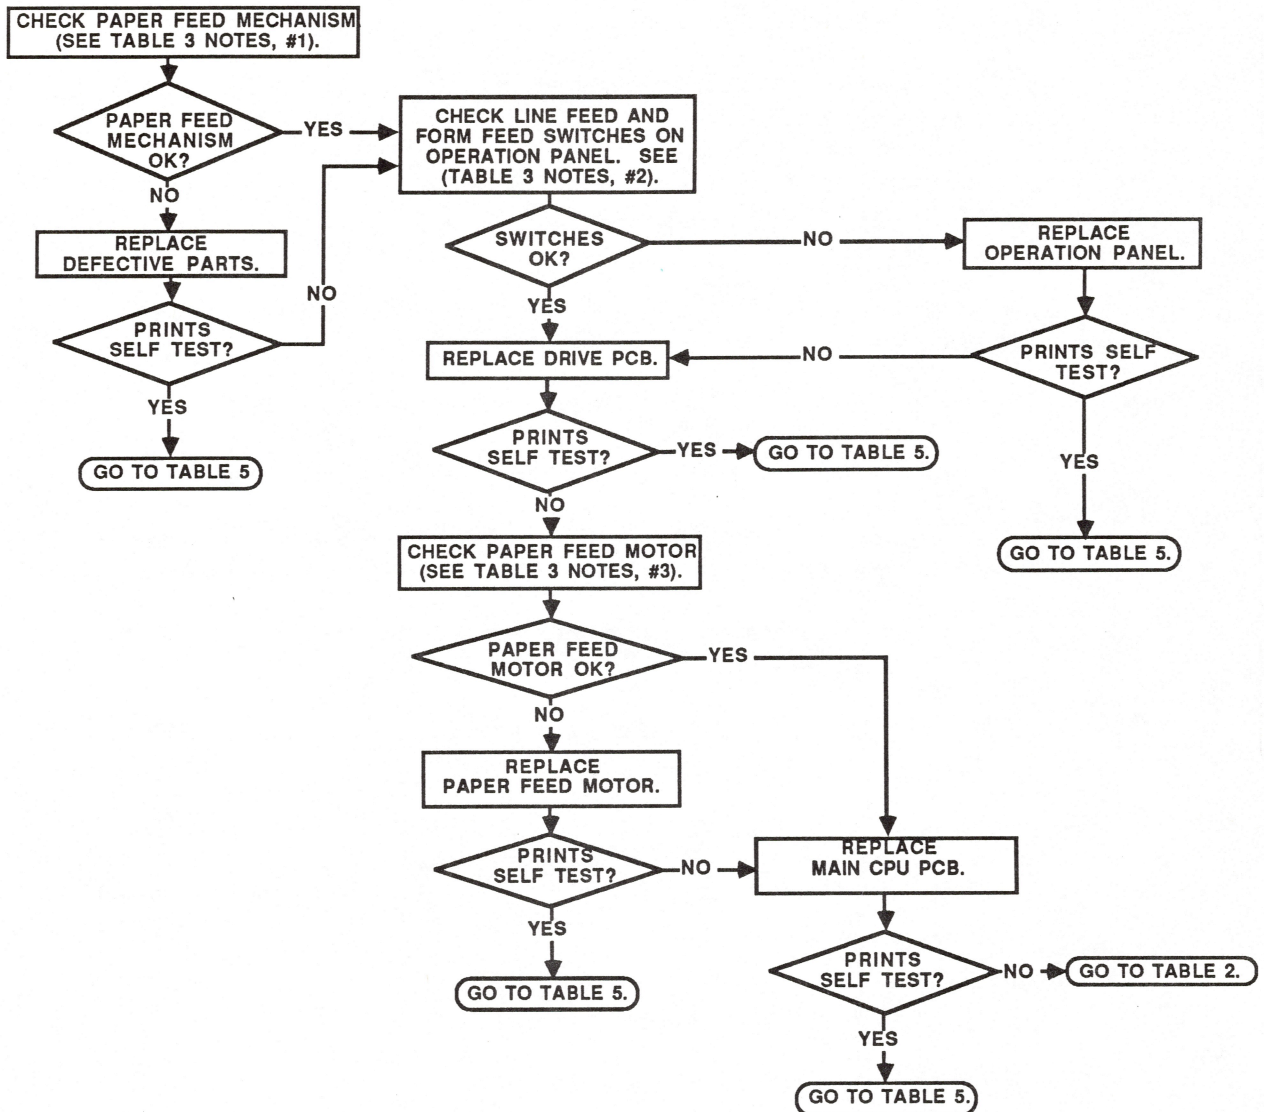 CHECK PAPER FEED MECHANISM
(SEE TABLE 3 NOTES, #1).
PAPER FEED
MECHANISM
OK?
YES
NO
REPLACE
DEFECTIVE PARTS.
PRINTS
SELF TEST?
NO
YES
GO TO TABLE 5
CHECK LINE FEED AND
FORM FEED SWITCHES ON
OPERATION PANEL. SEE
(TABLE 3 NOTES, #2).
SWITCHES
OK?
NO
YES
REPLACE
OPERATION PANEL.
PRINTS SELF
TEST?
NO
YES
GO TO TABLE 5.
REPLACE DRIVE PCB.
PRINTS
SELF TEST?
YES
GO TO TABLE 5.
NO
CHECK PAPER FEED MOTOR
(SEE TABLE 3 NOTES, #3).
PAPER FEED
MOTOR OK?
YES
NO
REPLACE
PAPER FEED MOTOR.
PRINTS
SELF TEST?
NO
YES
GO TO TABLE 5.
REPLACE
MAIN CPU PCB.
PRINTS
SELF TEST?
NO
GO TO TABLE 2.
YES
GO TO TABLE 5.